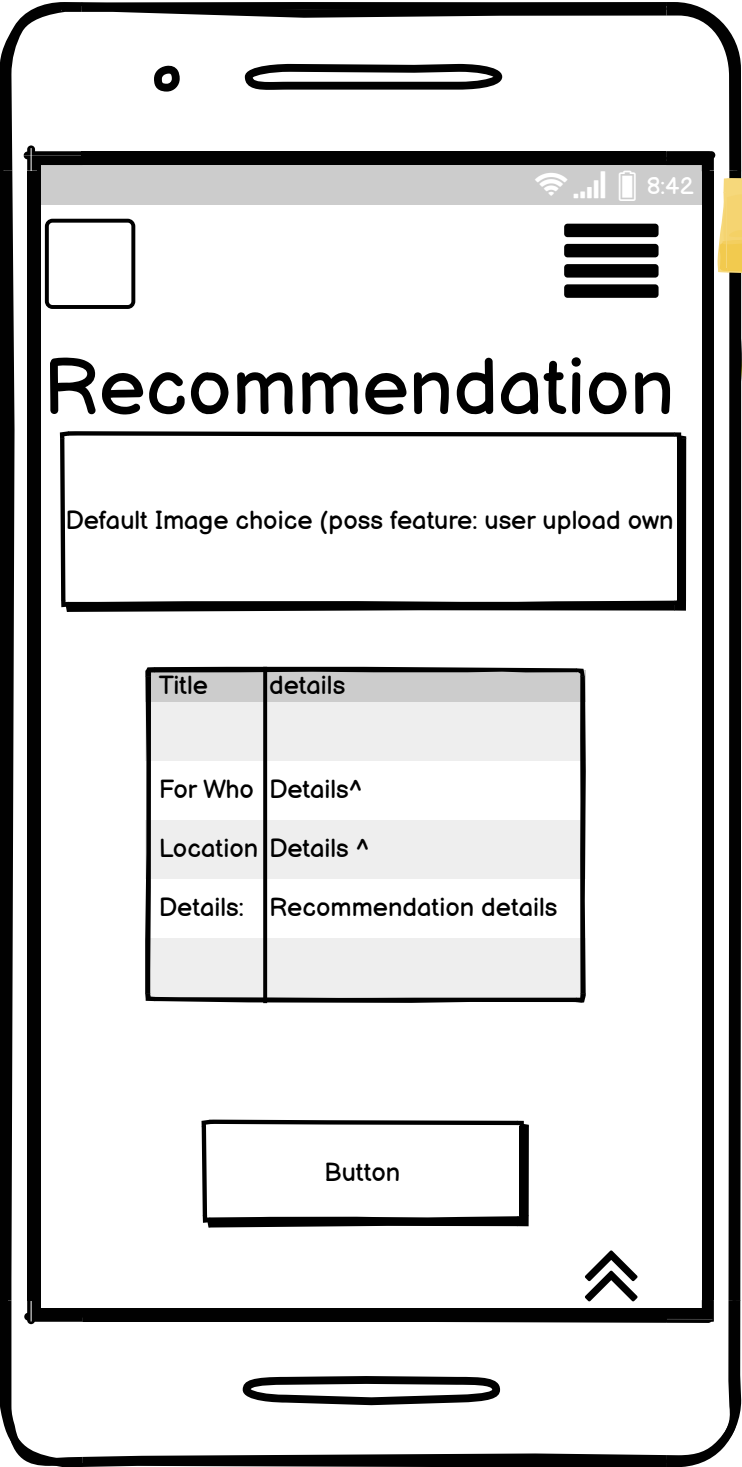 8:42
Recommendation
Default Image choice (poss feature: user upload own
Title details
For Who Details^
Location Details ^
Details: Recommendation details
Button